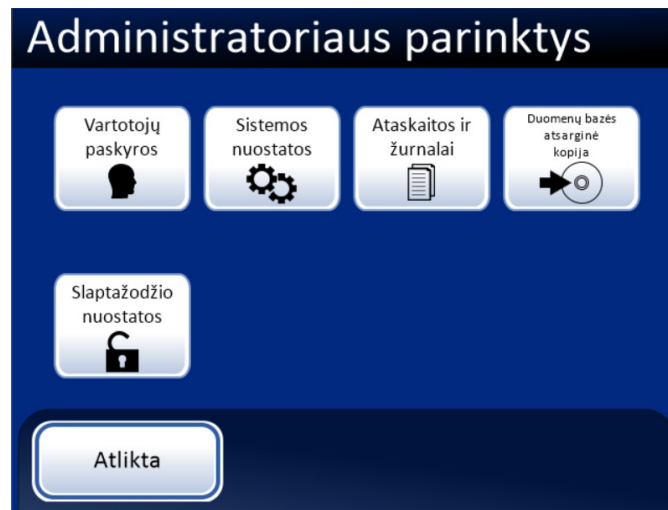 Administratoriaus parinktys
Vartotojų
paskyros
Sistemos
nuostatos
Ataskaitos ir
žurnalai
Duomenų bazės
atsarginė
kopija
Slaptažodžio
nuostatos
Atlikta